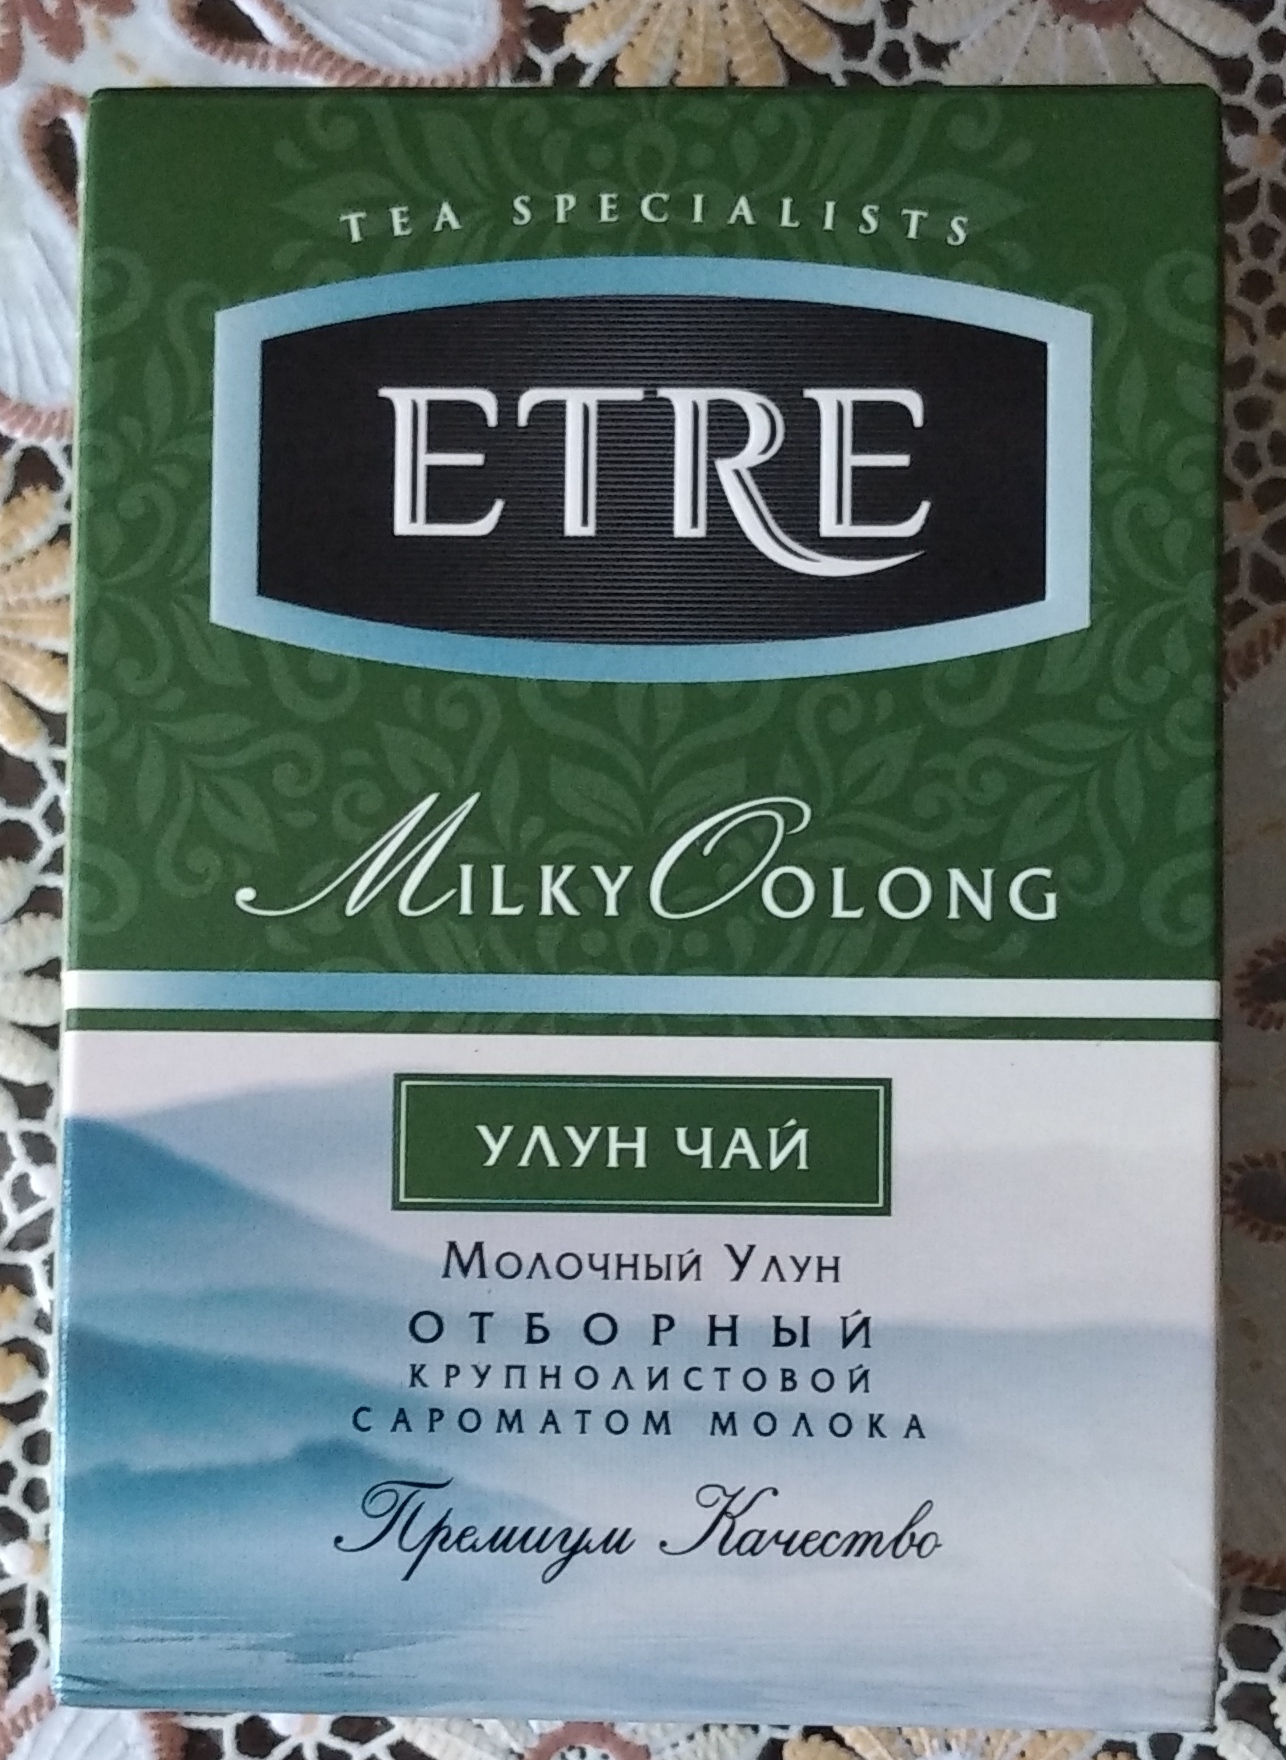 TEA SPECIALISTS
ETRE
MILKY OOLONG
УЛУН ЧАЙ
Молочный Улун
ОТБОРНЫЙ
КРУПНОЛИСТОВОЙ
С АРОМАТОМ МОЛОКА
Премиум Качество